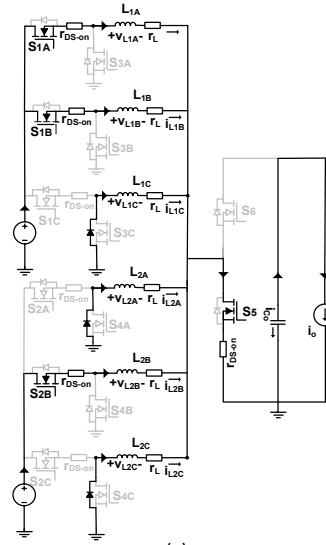 L1A
S1A rDS-on +vL1A- rL
S3A
L1B
S1B rDS-on +vL1B- rL iL1B
S3B
L1C
S1C rDS-on +vL1C- rL iL1C
S3C
S6
L2A
S2A rDS-on +vL2A- rL iL2A
S4A
S5
iCo
io
rDS-on
L2B
S2B rDS-on +vL2B- rL iL2B
S4B
L2C
S2C rDS-on +vL2C- rL iL2C
S4C